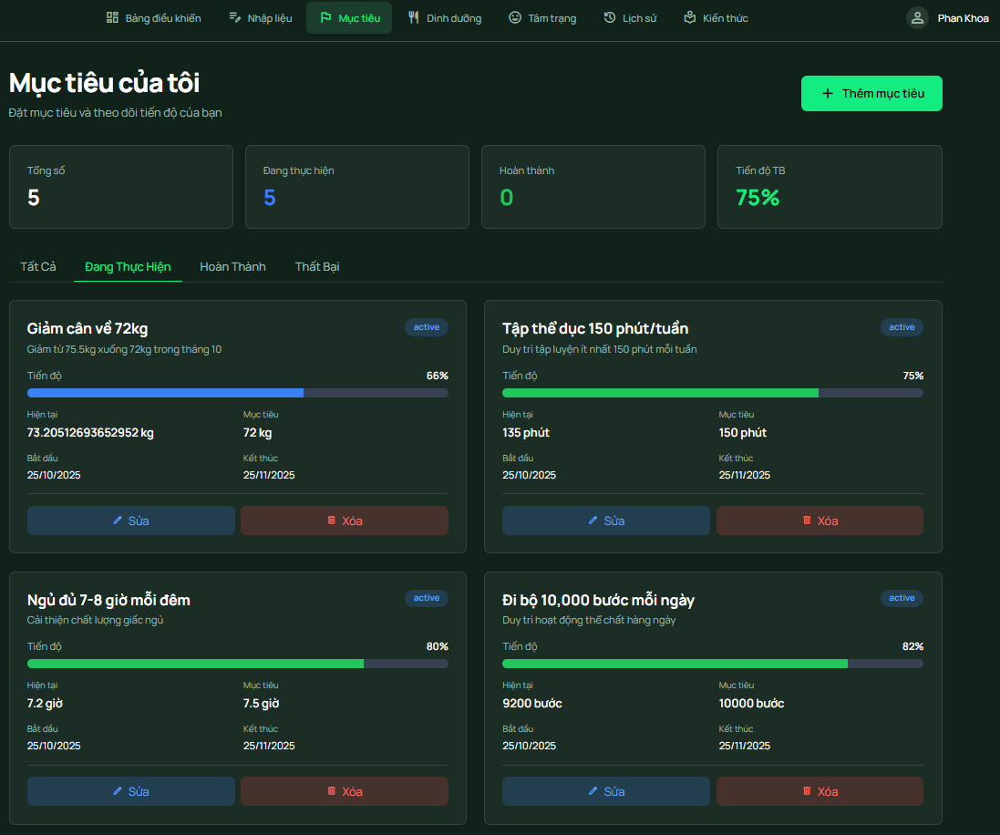 Bảng điều khiển Nhập liệu Mục tiêu Dinh dưỡng Tâm trạng Lịch sử Kiến thức Phan Khoa
Mục tiêu của tôi
Đặt mục tiêu và theo dõi tiến độ của bạn
+ Thêm mục tiêu
Tổng số
5
Đang thực hiện
5
Hoàn thành
0
Tiến độ TB
75%
Tất Cả Đang Thực Hiện Hoàn Thành Thất Bại
Giảm cân về 72kg
active
Giảm từ 75.5kg xuống 72kg trong tháng 10
Tiến độ 66%
Hiện tại Mục tiêu
73.20512693652952 kg 72 kg
Bắt đầu Kết thúc
25/10/2025 25/11/2025
Sửa Xóa
Tập thể dục 150 phút/tuần
active
Duy trì tập luyện ít nhất 150 phút mỗi tuần
Tiến độ 75%
Hiện tại Mục tiêu
135 phút 150 phút
Bắt đầu Kết thúc
25/10/2025 25/11/2025
Sửa Xóa
Ngủ đủ 7-8 giờ mỗi đêm
active
Cải thiện chất lượng giấc ngủ
Tiến độ 80%
Hiện tại Mục tiêu
7.2 giờ 7.5 giờ
Bắt đầu Kết thúc
25/10/2025 25/11/2025
Sửa Xóa
Đi bộ 10,000 bước mỗi ngày
active
Duy trì hoạt động thể chất hàng ngày
Tiến độ 82%
Hiện tại Mục tiêu
9200 bước 10000 bước
Bắt đầu Kết thúc
25/10/2025 25/11/2025
Sửa Xóa